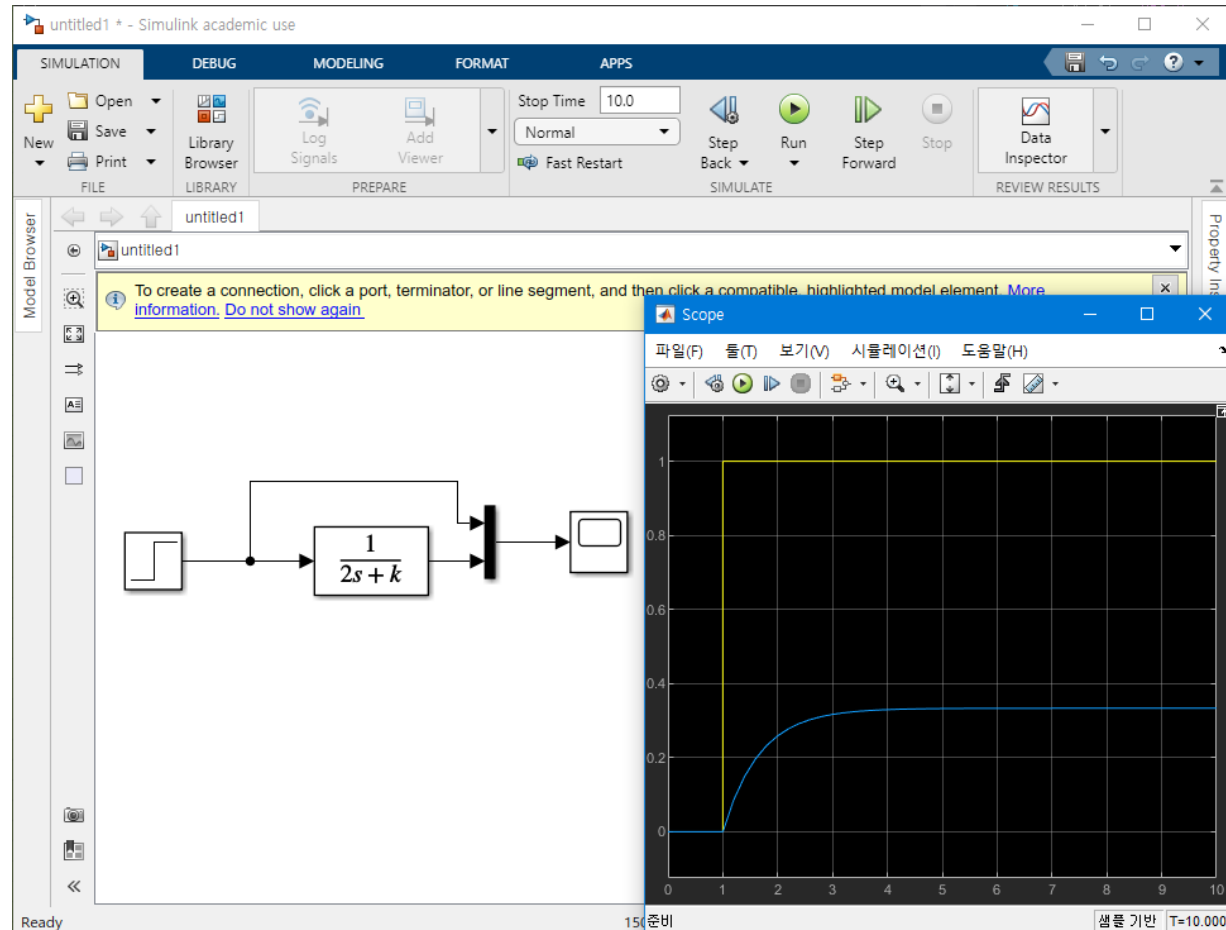 untitled1 * - Simulink academic use
SIMULATION DEBUG MODELING FORMAT APPS
New
Open
Save
Print
FILE
Library
Browser
LIBRARY
Log
Signals
Add
Viewer
PREPARE
Stop Time 10.0
Normal
Fast Restart
Step
Back
Run
Step
Forward
Stop
SIMULATE
Data
Inspector
REVIEW RESULTS
Model Browser
untitled1
untitled1
Property Ins
To create a connection, click a port, terminator, or line segment, and then click a compatible, highlighted model element. More
information. Do not show again
1
2s + k
Scope
파일(F) 툴(T) 보기(V) 시뮬레이션(I) 도움말(H)
1
0.8
0.6
0.4
0.2
0
0 1 2 3 4 5 6 7 8 9 10
Ready
150
준비
샘플 기반 T=10.000